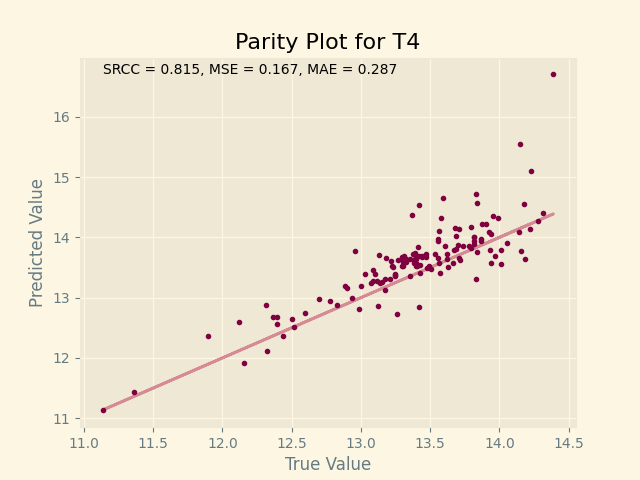 Parity Plot for T4
SRCC = 0.815, MSE = 0.167, MAE = 0.287
Predicted Value
16
15
14
13
12
11
11.0 11.5 12.0 12.5 13.0 13.5 14.0 14.5
True Value